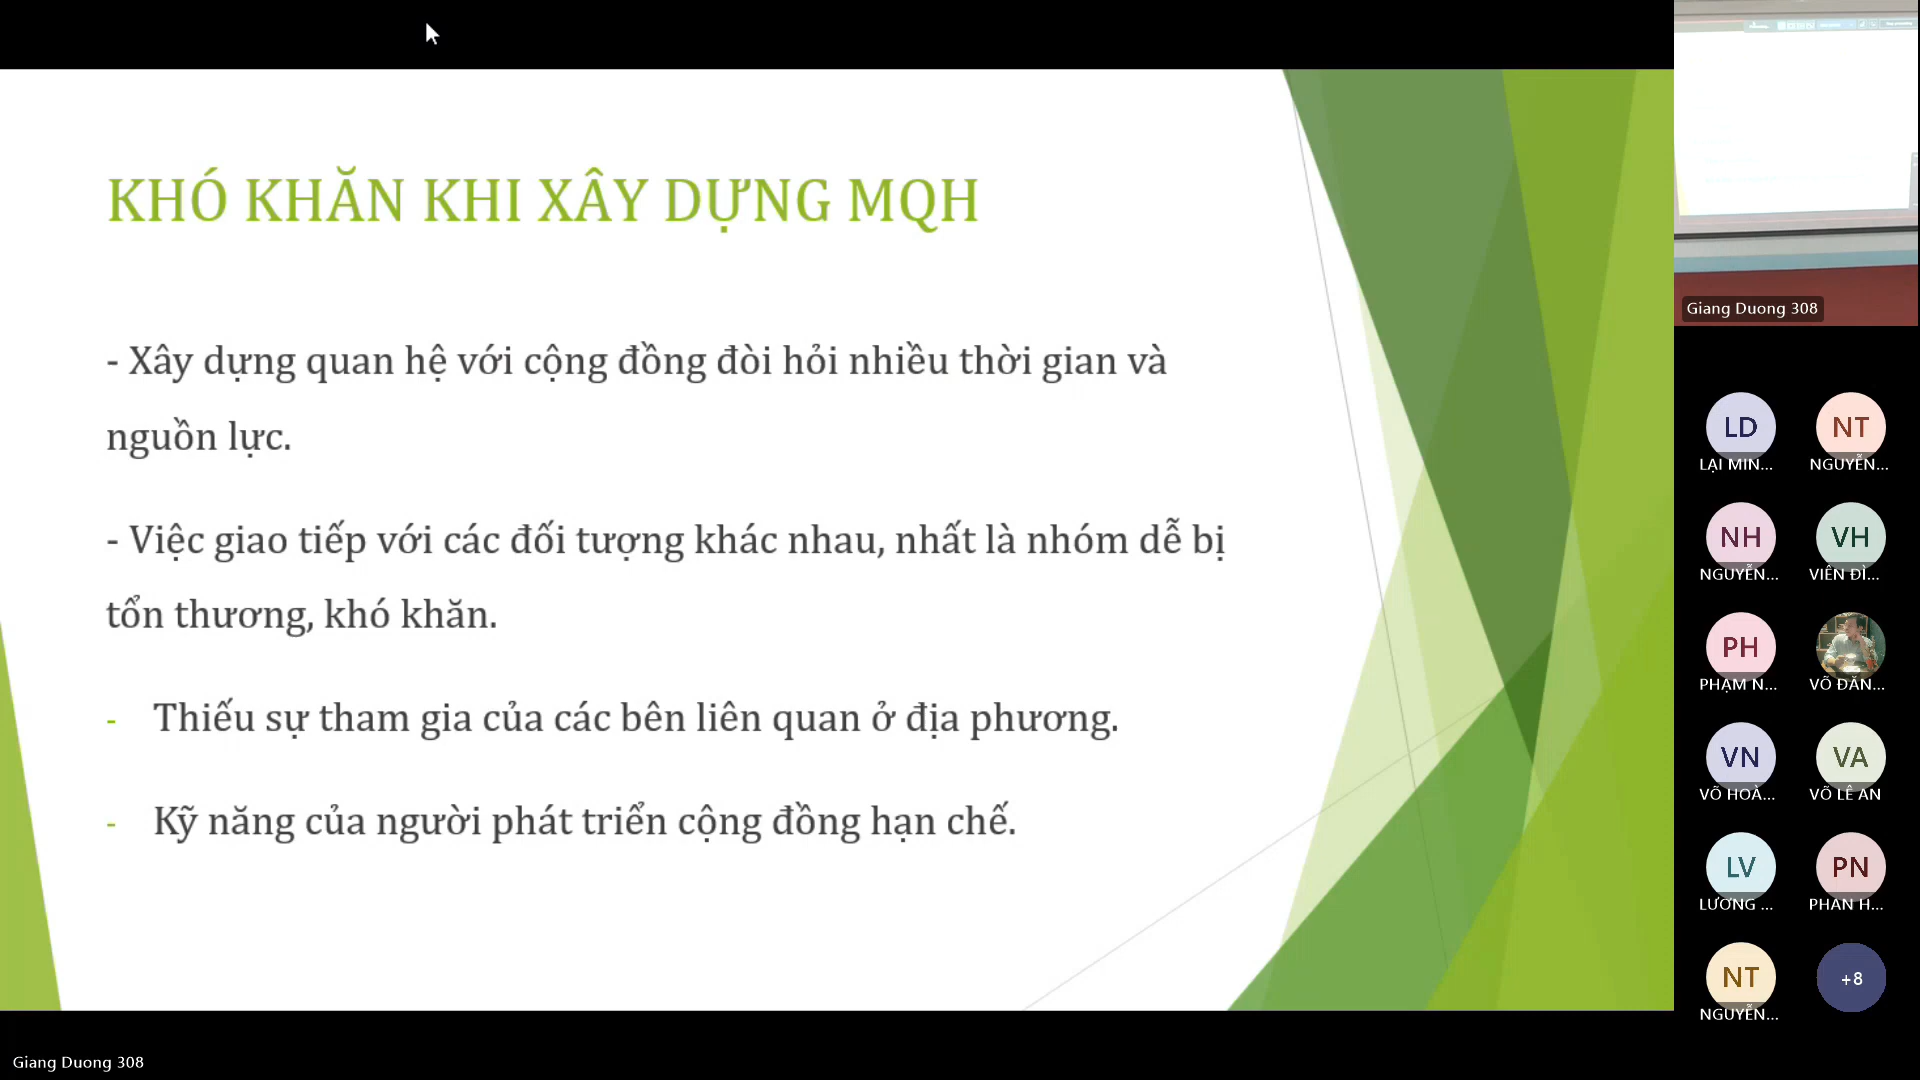 KHÓ KHĂN KHI XÂY DỰNG MQH
- Xây dựng quan hệ với cộng đồng đòi hỏi nhiều thời gian và
nguồn lực.
- Việc giao tiếp với các đối tượng khác nhau, nhất là nhóm dễ bị
tổn thương, khó khăn.
- Thiếu sự tham gia của các bên liên quan ở địa phương.
- Kỹ năng của người phát triển cộng đồng hạn chế.
Giang Duong 308
Giang Duong 308
LD
NT
LẠI MIN...
NGUYỄN...
NH
VH
NGUYỄN...
VIÊN ĐÌ...
PH
PHẠM N...
VÕ ĐĂN...
VN
VA
VÕ HOÀ...
VÕ LÊ AN
LV
PN
LƯƠNG ...
PHAN H...
NT
+8
NGUYỄN...